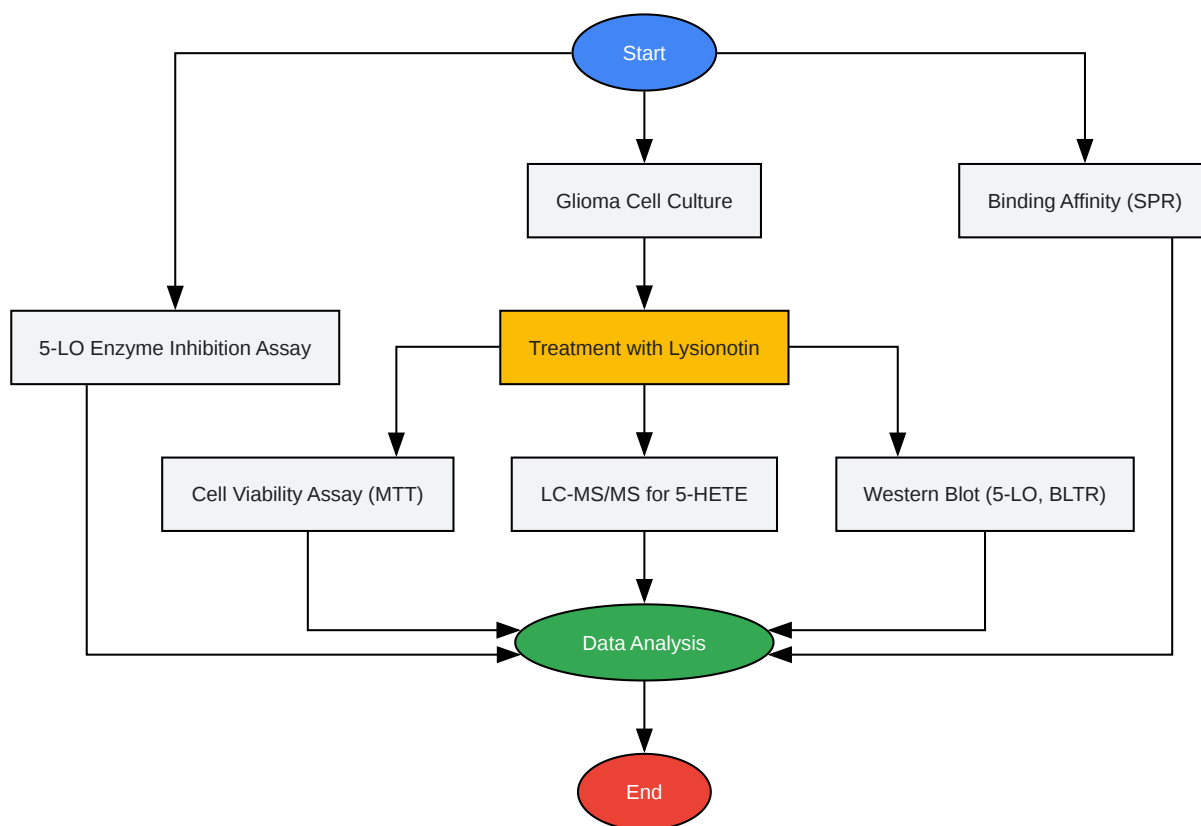 Start
Glioma Cell Culture
Binding Affinity (SPR)
5-LO Enzyme Inhibition Assay
Treatment with Lysionotin
Cell Viability Assay (MTT)
LC-MS/MS for 5-HETE
Western Blot (5-LO, BLTR)
Data Analysis
End